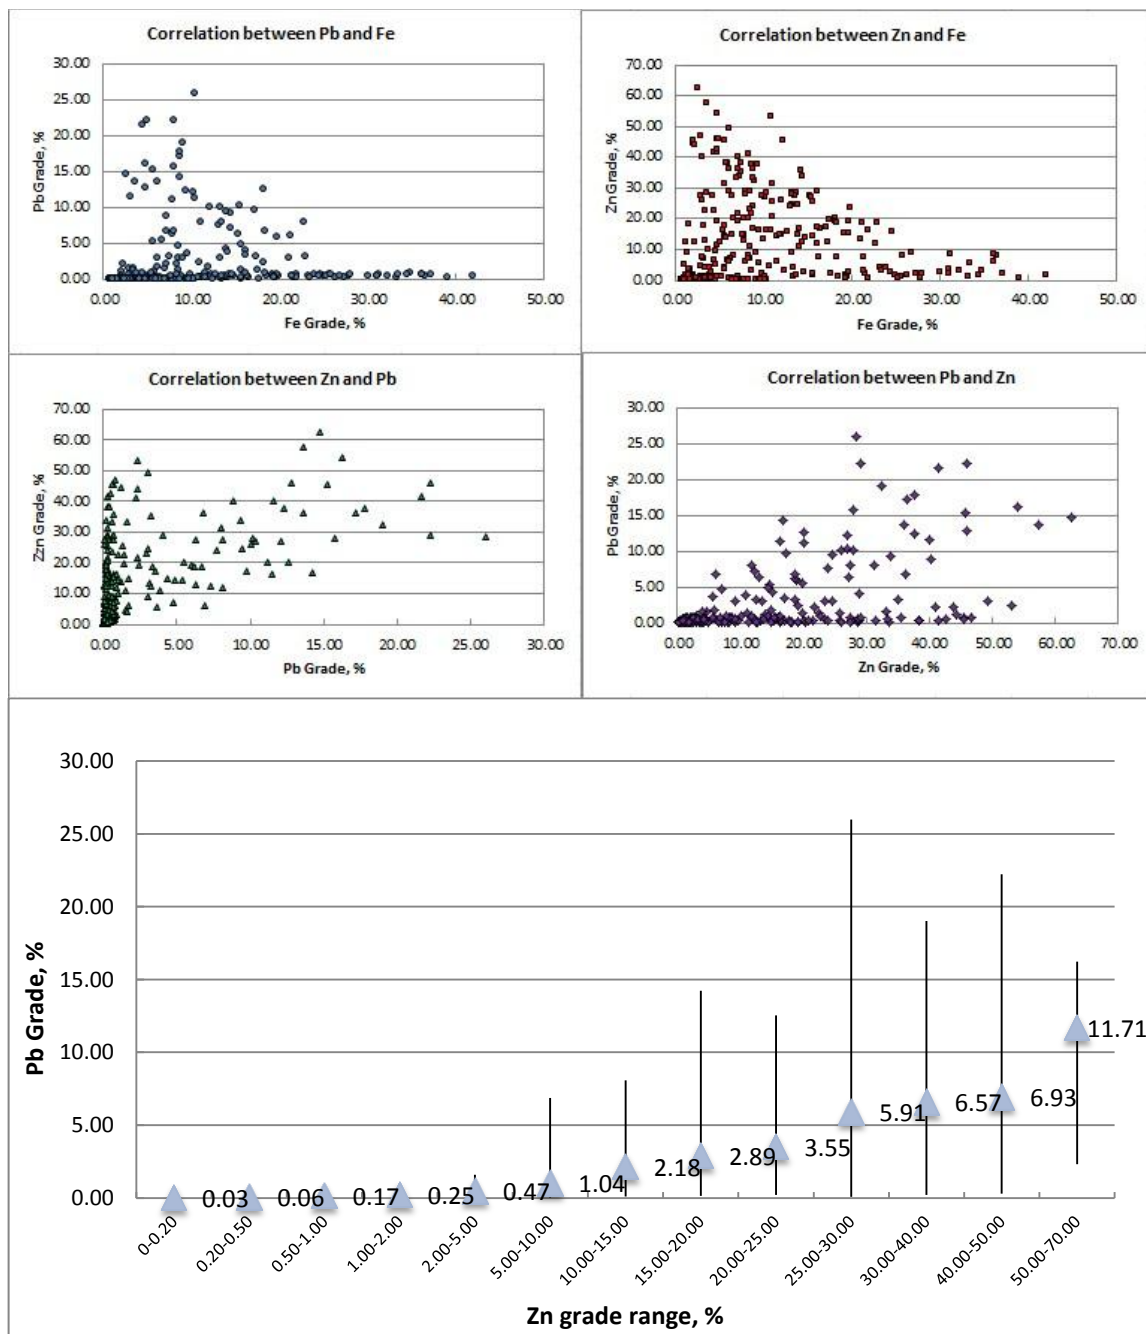 Correlation between Pb and Fe
Pb Grade, %
30.00
25.00
20.00
15.00
10.00
5.00
0.00
0.00 10.00 20.00 30.00 40.00 50.00
Fe Grade, %
Correlation between Zn and Fe
Zn Grade, %
70.00
60.00
50.00
40.00
30.00
20.00
10.00
0.00
0.00 10.00 20.00 30.00 40.00 50.00
Fe Grade, %
Correlation between Zn and Pb
Zzn Grade, %
70.00
60.00
50.00
40.00
30.00
20.00
10.00
0.00
0.00 5.00 10.00 15.00 20.00 25.00 30.00
Pb Grade, %
Correlation between Pb and Zn
Pb Grade, %
30.00
25.00
20.00
15.00
10.00
5.00
0.00
0.00 10.00 20.00 30.00 40.00 50.00 60.00 70.00
Zn Grade, %
Pb Grade, %
30.00
25.00
20.00
15.00
10.00
5.00
0.00
0.03 0.06 0.17 0.25 0.47 1.04 2.18 2.89 3.55 5.91 6.57 6.93 11.71
0-0.20 0.20-0.50 0.50-1.00 1.00-2.00 2.00-5.00 5.00-10.00 10.00-15.00 15.00-20.00 20.00-25.00 25.00-30.00 30.00-40.00 40.00-50.00 50.00-70.00
Zn grade range, %